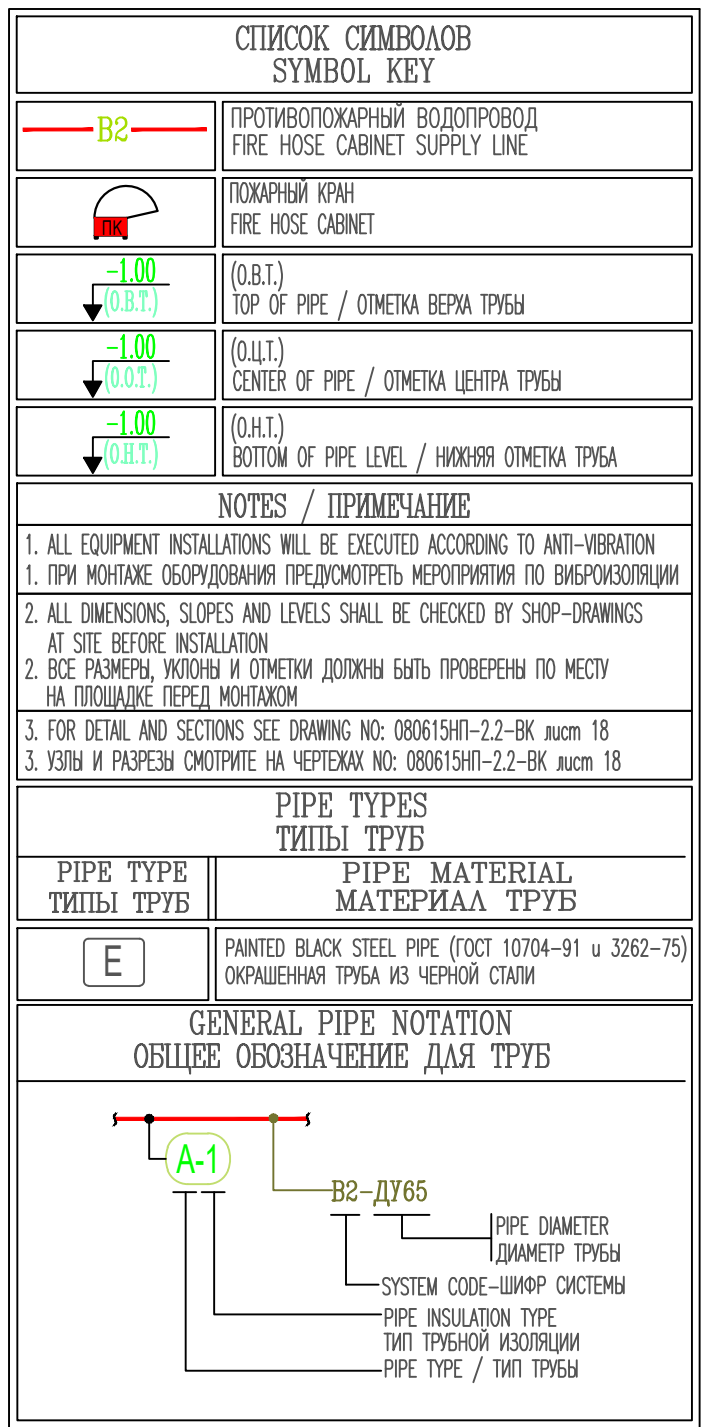 СПИСОК СИМВОЛОВ
SYMBOL KEY
B2
ПРОТИВОПОЖАРНЫЙ ВОДОПРОВОД
FIRE HOSE CABINET SUPPLY LINE
ПК
ПОЖАРНЫЙ КРАН
FIRE HOSE CABINET
-1.00
(О.В.Т.)
(О.В.Т.)
TOP OF PIPE / ОТМЕТКА ВЕРХА ТРУБЫ
-1.00
(О.О.Т.)
(О.Ц.Т.)
CENTER OF PIPE / ОТМЕТКА ЦЕНТРА ТРУБЫ
-1.00
(О.Н.Т.)
(О.Н.Т.)
BOTTOM OF PIPE LEVEL / НИЖНЯЯ ОТМЕТКА ТРУБА
NOTES / ПРИМЕЧАНИЕ
1. ALL EQUIPMENT INSTALLATIONS WILL BE EXECUTED ACCORDING TO ANTI-VIBRATION
1. ПРИ МОНТАЖЕ ОБОРУДОВАНИЯ ПРЕДУСМОТРЕТЬ МЕРОПРИЯТИЯ ПО ВИБРОИЗОЛЯЦИИ
2. ALL DIMENSIONS, SLOPES AND LEVELS SHALL BE CHECKED BY SHOP-DRAWINGS
AT SITE BEFORE INSTALLATION
2. ВСЕ РАЗМЕРЫ, УКЛОНЫ И ОТМЕТКИ ДОЛЖНЫ БЫТЬ ПРОВЕРЕНЫ ПО МЕСТУ
НА ПЛОЩАДКЕ ПЕРЕД МОНТАЖОМ
3. FOR DETAIL AND SECTIONS SEE DRAWING NO: 080615НП-2.2-ВК лист 18
3. УЗЛЫ И РАЗРЕЗЫ СМОТРИТЕ НА ЧЕРТЕЖАХ NO: 080615НП-2.2-ВК лист 18
PIPE TYPES
ТИПЫ ТРУБ
PIPE TYPE
ТИПЫ ТРУБ
PIPE MATERIAL
МАТЕРИАЛ ТРУБ
E
PAINTED BLACK STEEL PIPE (ГОСТ 10704-91 и 3262-75)
ОКРАШЕННАЯ ТРУБА ИЗ ЧЕРНОЙ СТАЛИ
GENERAL PIPE NOTATION
ОБЩЕЕ ОБОЗНАЧЕНИЕ ДЛЯ ТРУБ
A-1
B2-ДУ65
PIPE DIAMETER
ДИАМЕТР ТРУБЫ
SYSTEM CODE-ШИФР СИСТЕМЫ
PIPE INSULATION TYPE
ТИП ТРУБНОЙ ИЗОЛЯЦИИ
PIPE TYPE / ТИП ТРУБЫ